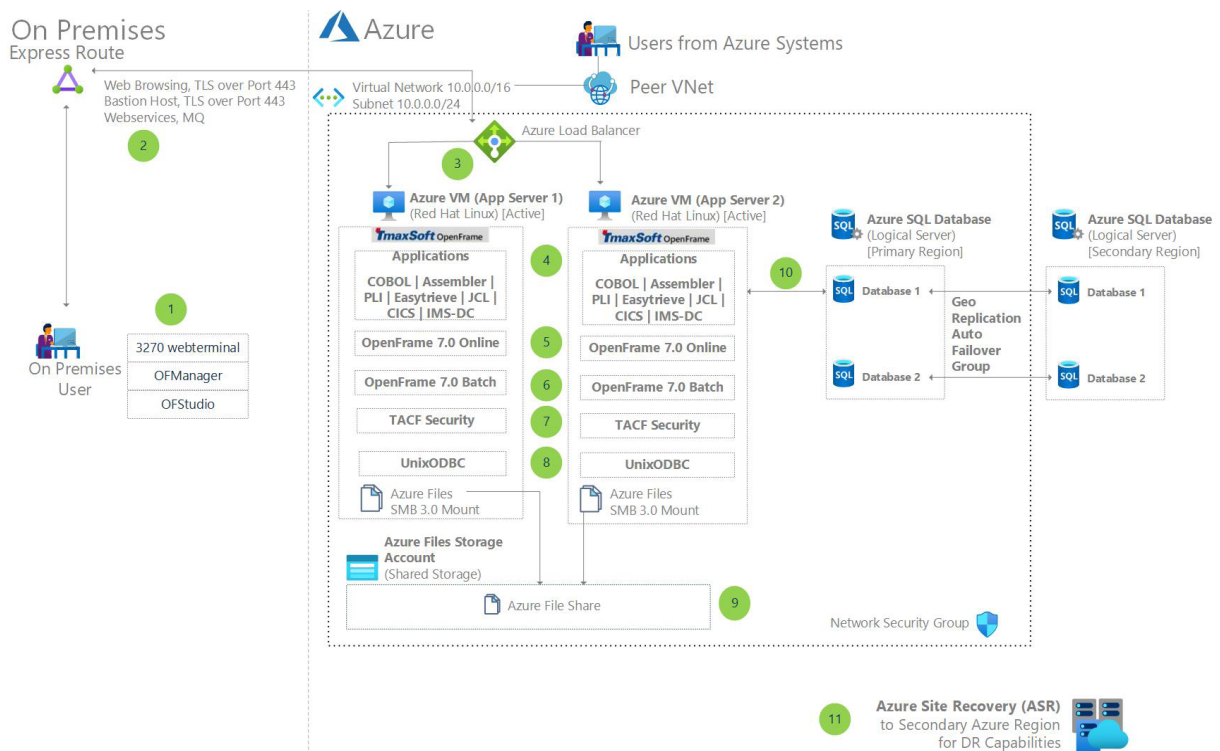 On Premises
Express Route
Web Browsing, TLS over Port 443
Bastion Host, TLS over Port 443
Webservices, MQ
2
1
On Premises
User
3270 webterminal
OFManager
OFStudio
Azure
Users from Azure Systems
Peer VNet
Virtual Network 10.0.0.0/16
Subnet 10.0.0.0/24
Azure Load Balancer
3
Azure VM (App Server 1)
(Red Hat Linux) [Active]
TmaxSoft OpenFrame
Applications
COBOL | Assembler |
PLI | Easytrieve | JCL |
CICS | IMS-DC
OpenFrame 7.0 Online
OpenFrame 7.0 Batch
TACF Security
UnixODBC
Azure Files
SMB 3.0 Mount
4
5
6
7
8
Azure VM (App Server 2)
(Red Hat Linux) [Active]
TmaxSoft OpenFrame
Applications
COBOL | Assembler |
PLI | Easytrieve | JCL |
CICS | IMS-DC
OpenFrame 7.0 Online
OpenFrame 7.0 Batch
TACF Security
UnixODBC
Azure Files
SMB 3.0 Mount
Azure Files Storage
Account
(Shared Storage)
Azure File Share
9
10
SQL
Azure SQL Database
(Logical Server)
[Primary Region]
SQL
Database 1
SQL
Database 2
Geo
Replication
Auto
Failover
Group
SQL
Azure SQL Database
(Logical Server)
[Secondary Region]
SQL
Database 1
SQL
Database 2
Network Security Group
11
Azure Site Recovery (ASR)
to Secondary Azure Region
for DR Capabilities